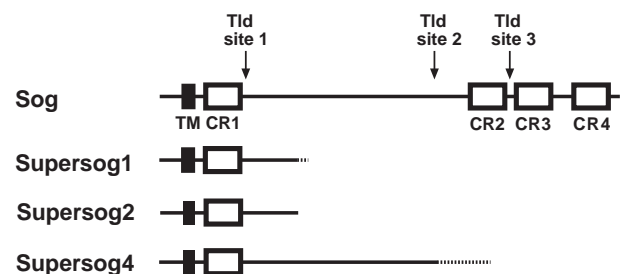 Tld Tld Tld
site 1 site 2 site 3
Sog
TM CR1 CR2 CR3 CR4
Supersog1
Supersog2
Supersog4